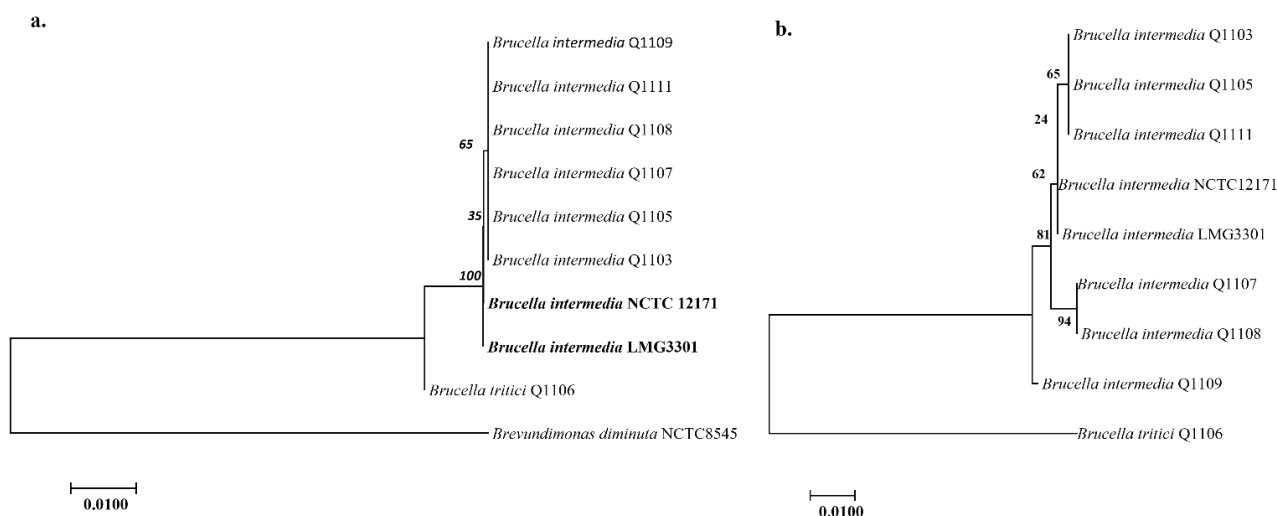 a.
Brucella intermedia Q1109
Brucella intermedia Q1111
Brucella intermedia Q1108
65
Brucella intermedia Q1107
35
Brucella intermedia Q1105
Brucella intermedia Q1103
100
Brucella intermedia NCTC 12171
Brucella intermedia LMG3301
Brucella tritici Q1106
Brevundimonas diminuta NCTC8545
0.0100
b.
Brucella intermedia Q1103
65
Brucella intermedia Q1105
24
Brucella intermedia Q1111
62
Brucella intermedia NCTC12171
81
Brucella intermedia LMG3301
Brucella intermedia Q1107
94
Brucella intermedia Q1108
Brucella intermedia Q1109
Brucella tritici Q1106
0.0100